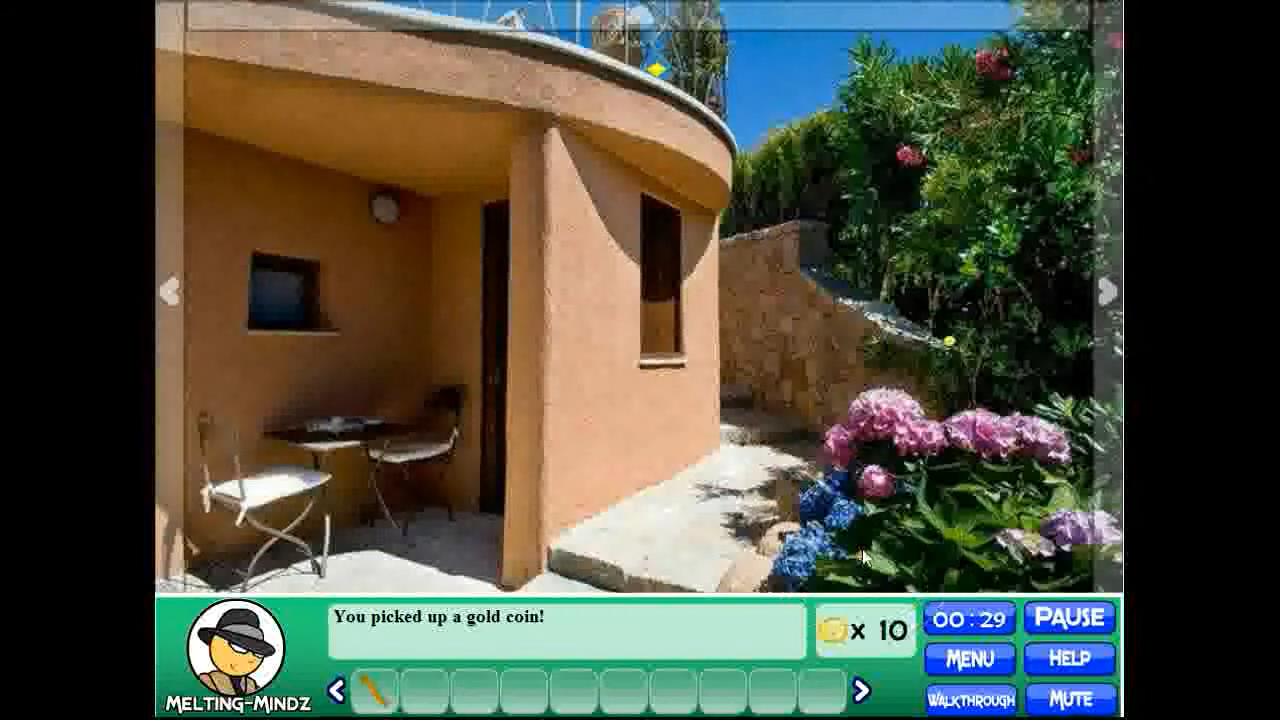 You picked up a gold coin!
x 10
00:29
PAUSE
MENU
HELP
MELTING-MINDZ
WALKTHROUGH
MUTE